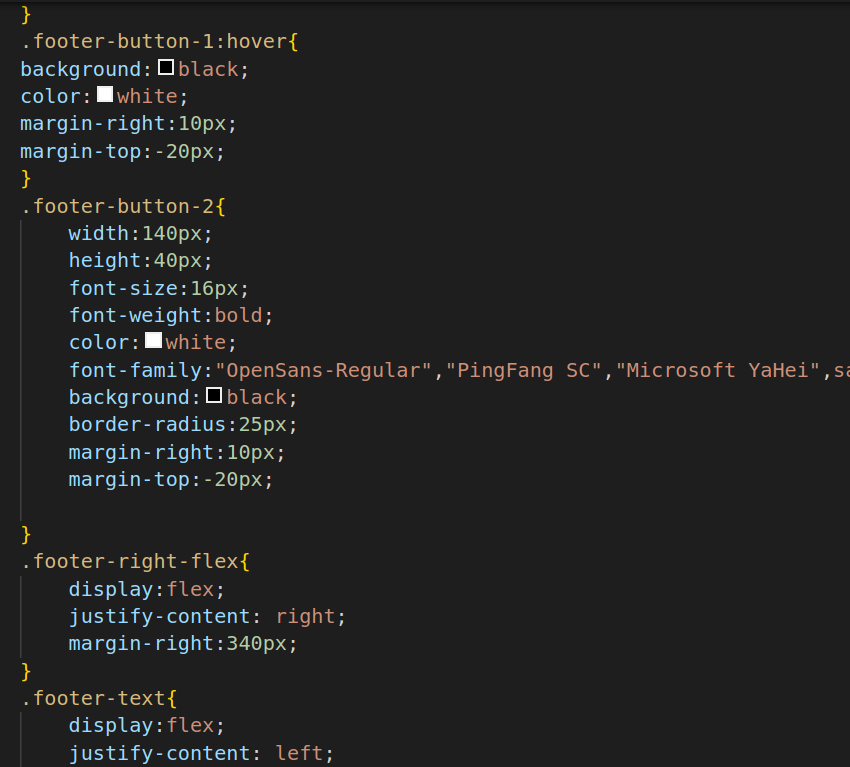 }
.footer-button-1:hover{
background:black;
color:white;
margin-right:10px;
margin-top:-20px;
}
.footer-button-2{
width:140px;
height:40px;
font-size:16px;
font-weight:bold;
color:white;
font-family:"OpenSans-Regular","PingFang SC","Microsoft YaHei",sa
background:black;
border-radius:25px;
margin-right:10px;
margin-top:-20px;
}
.footer-right-flex{
display:flex;
justify-content: right;
margin-right:340px;
}
.footer-text{
display:flex;
justify-content: left;